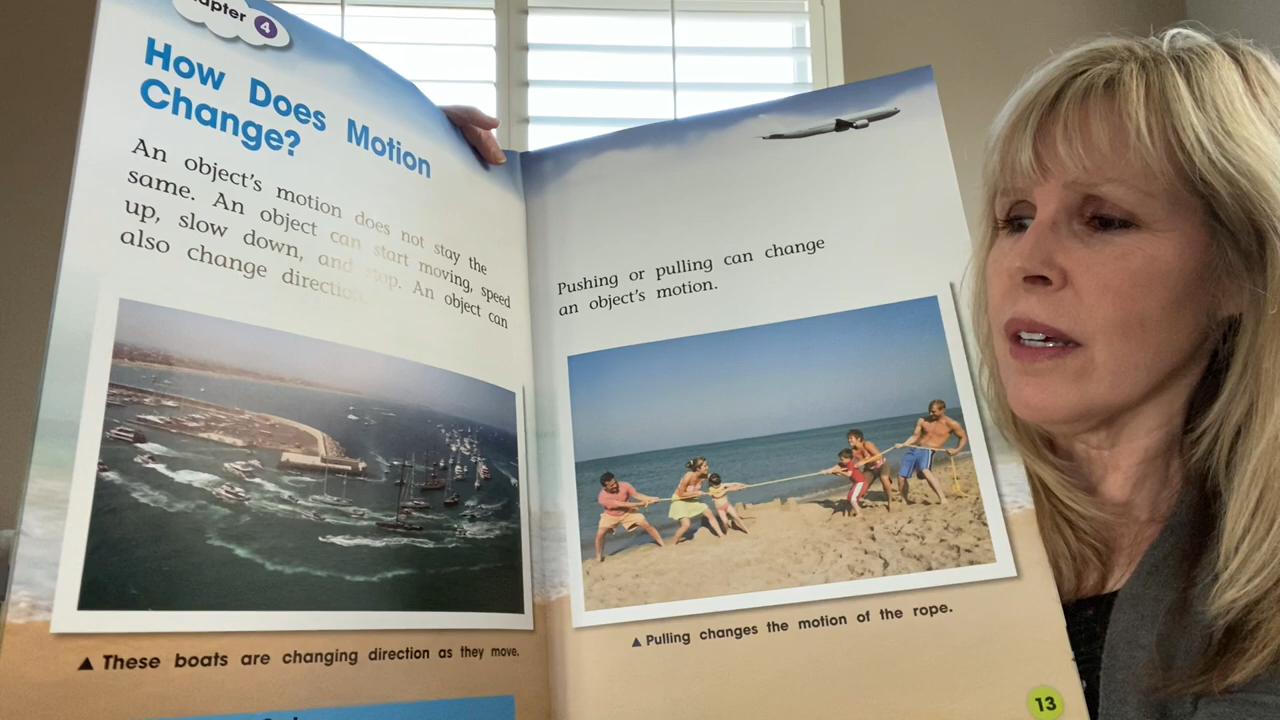 4
How Does Motion
Change?
An object's motion does not stay the
same. An object can start moving, speed
up, slow down, and stop. An object can
also change direction.
▲ These boats are changing direction as they move.
Pushing or pulling can change
an object's motion.
▲ Pulling changes the motion of the rope.
13